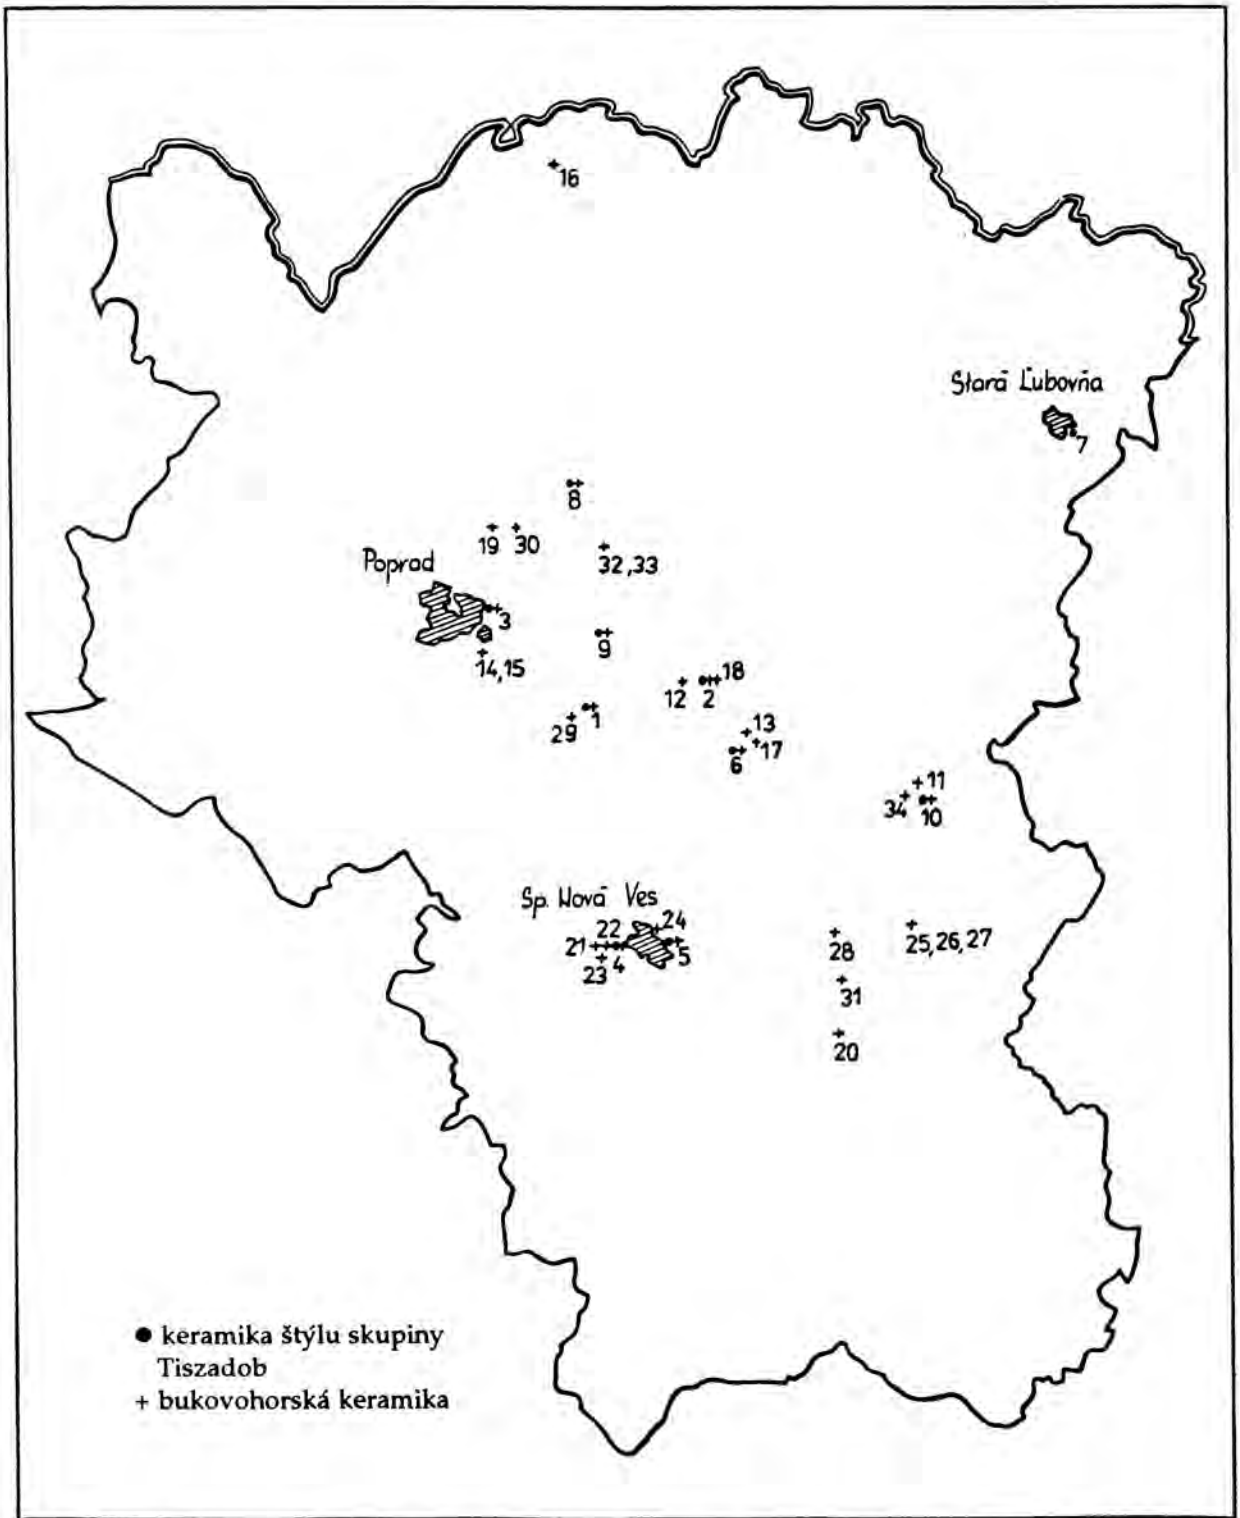 16
Stará Ľubovňa
7
8
19 30
32,33
Poprad
3
9
14,15
12 2 18
1
29
13
17
6
11
34
10
Sp. Nová Ves
22 24
21 4 5
23
28 25,26,27
31
20
● keramika štýlu skupiny
Tiszadob
+ bukovohorská keramika